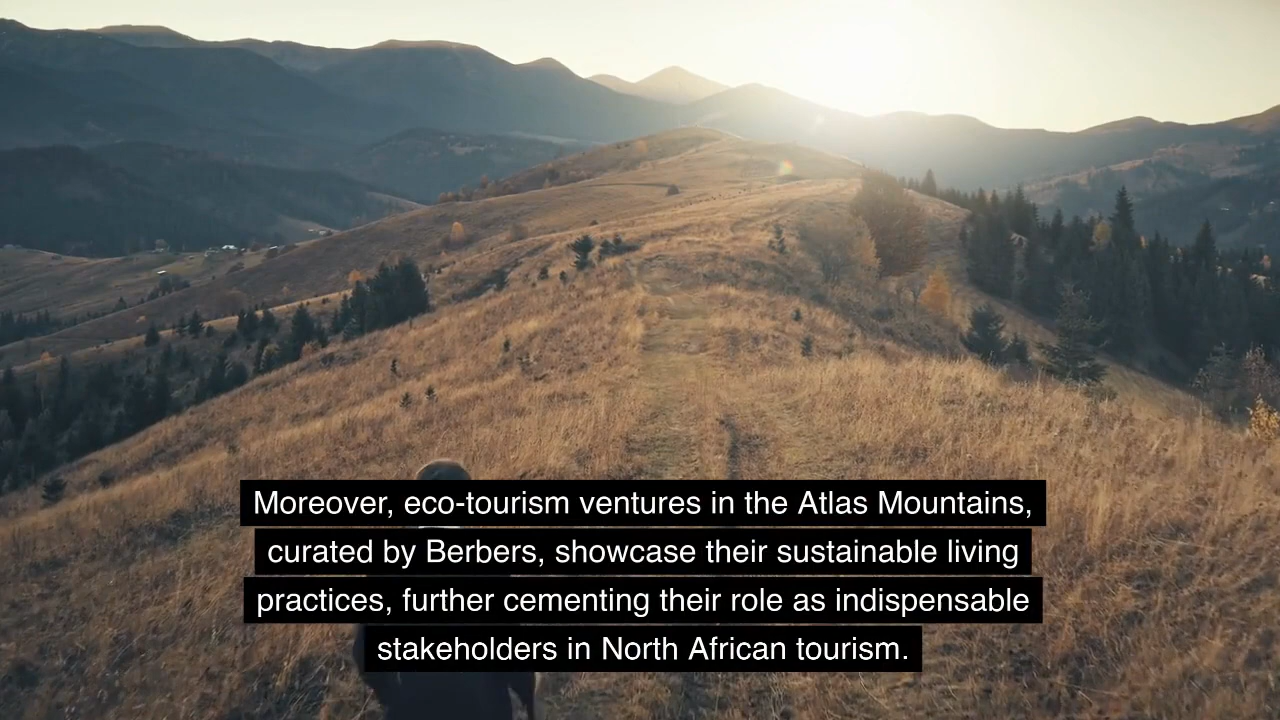 Moreover, eco-tourism ventures in the Atlas Mountains,
curated by Berbers, showcase their sustainable living
practices, further cementing their role as indispensable
stakeholders in North African tourism.